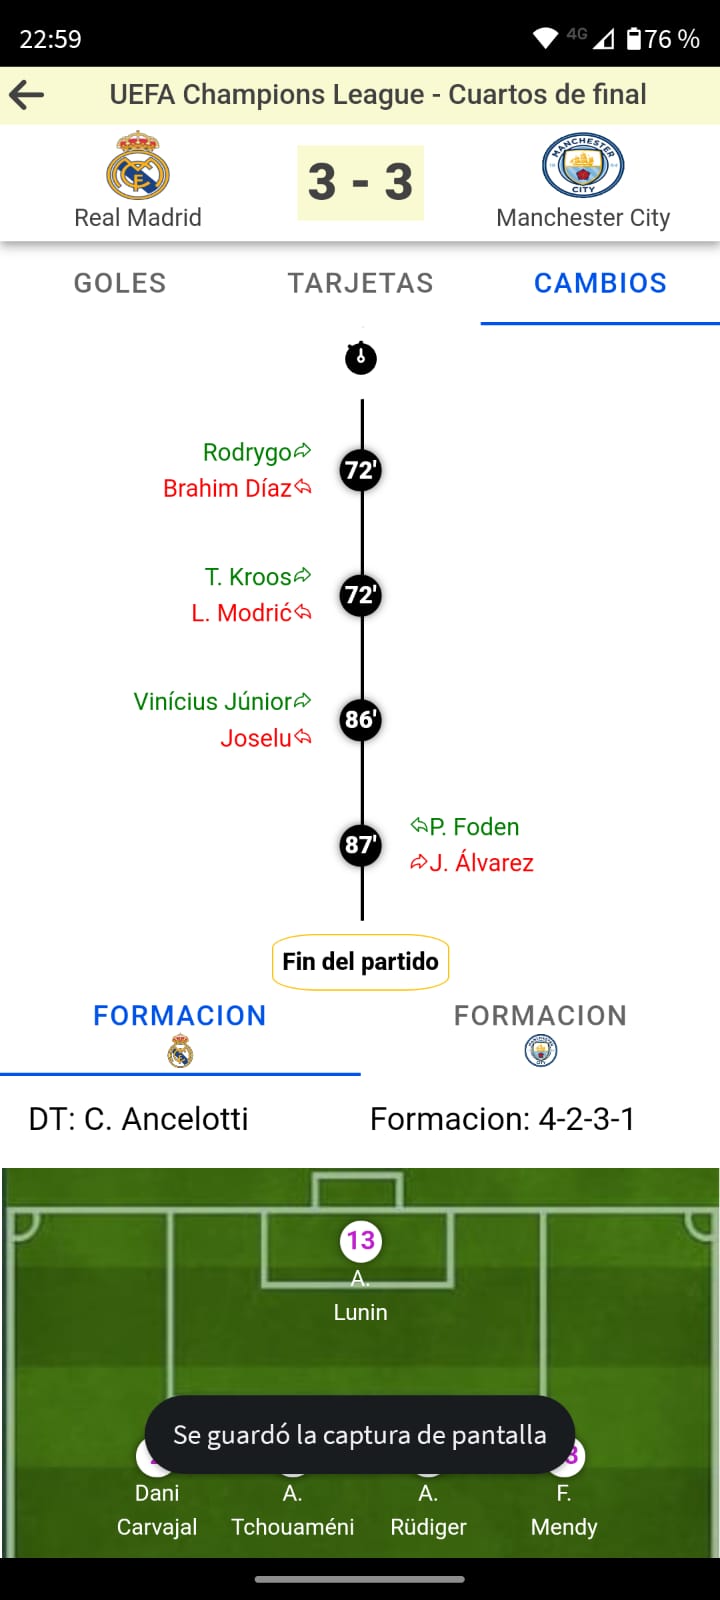 22:59
4G
76 %
UEFA Champions League - Cuartos de final
3 - 3
Real Madrid
MANCHESTER
CITY
Manchester City
GOLES
TARJETAS
CAMBIOS
Rodrygo
72'
Brahim Díaz
T. Kroos
72'
L. Modrić
Vinícius Júnior
86'
Joselu
P. Foden
87'
J. Álvarez
Fin del partido
FORMACION
FORMACION
DT: C. Ancelotti
Formacion: 4-2-3-1
13
A.
Lunin
Se guardó la captura de pantalla
Dani
Carvajal
A.
Tchouaméni
A.
Rüdiger
F.
Mendy